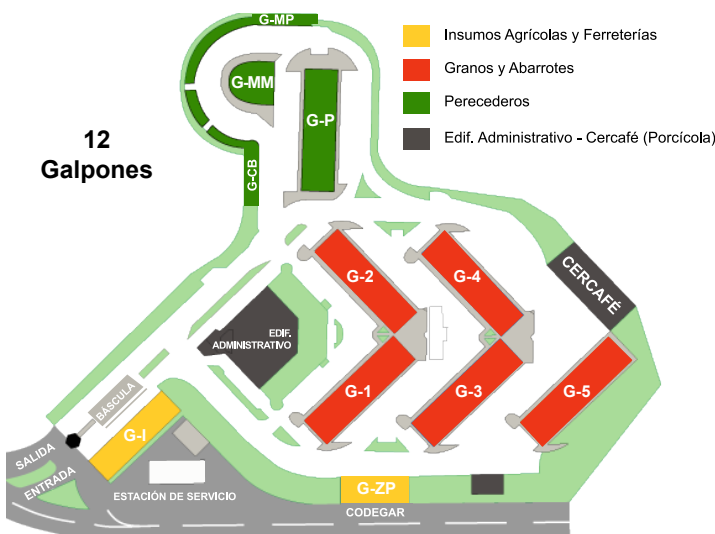 G-MP
Insumos Agrícolas y Ferreterías
Granos y Abarrotes
Perecederos
Edif. Administrativo - Cercafé (Porcícola)
12
Galpones
G-MM
G-P
G-CB
G-2
G-4
CERCAFÉ
EDIF.
ADMINISTRATIVO
G-1
G-3
G-5
BÁSCULA
G-I
SALIDA
ENTRADA
ESTACIÓN DE SERVICIO
G-ZP
CODEGAR